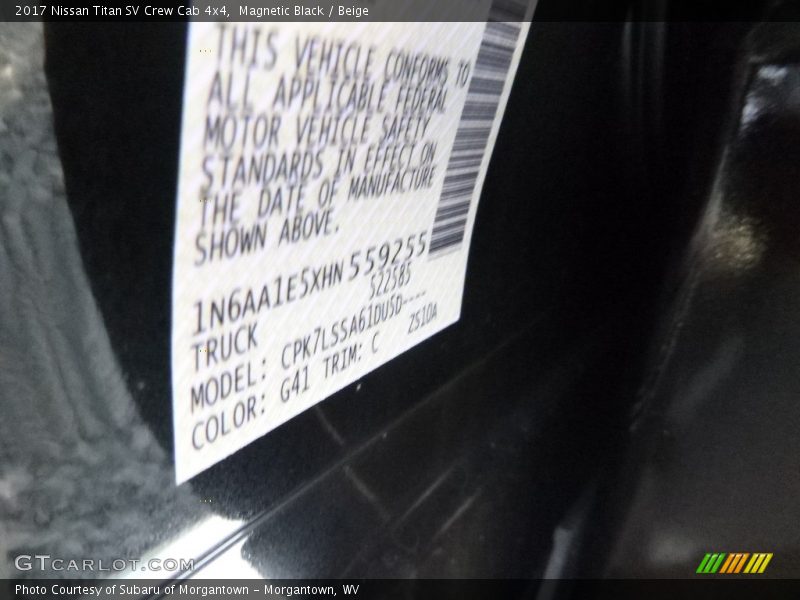 2017 Nissan Titan SV Crew Cab 4x4,  Magnetic Black / Beige
THIS VEHICLE CONFORMS TO
ALL APPLICABLE FEDERAL
MOTOR VEHICLE SAFETY
STANDARDS IN EFFECT ON
THE DATE OF MANUFACTURE
SHOWN ABOVE.
1N6AA1E5XHN559255
522585
TRUCK
MODEL: CPK7LSSA61DUSD----
COLOR: G41 TRIM: C ZS10A
GTCARLOT.COM
Photo Courtesy of Subaru of Morgantown - Morgantown, WV